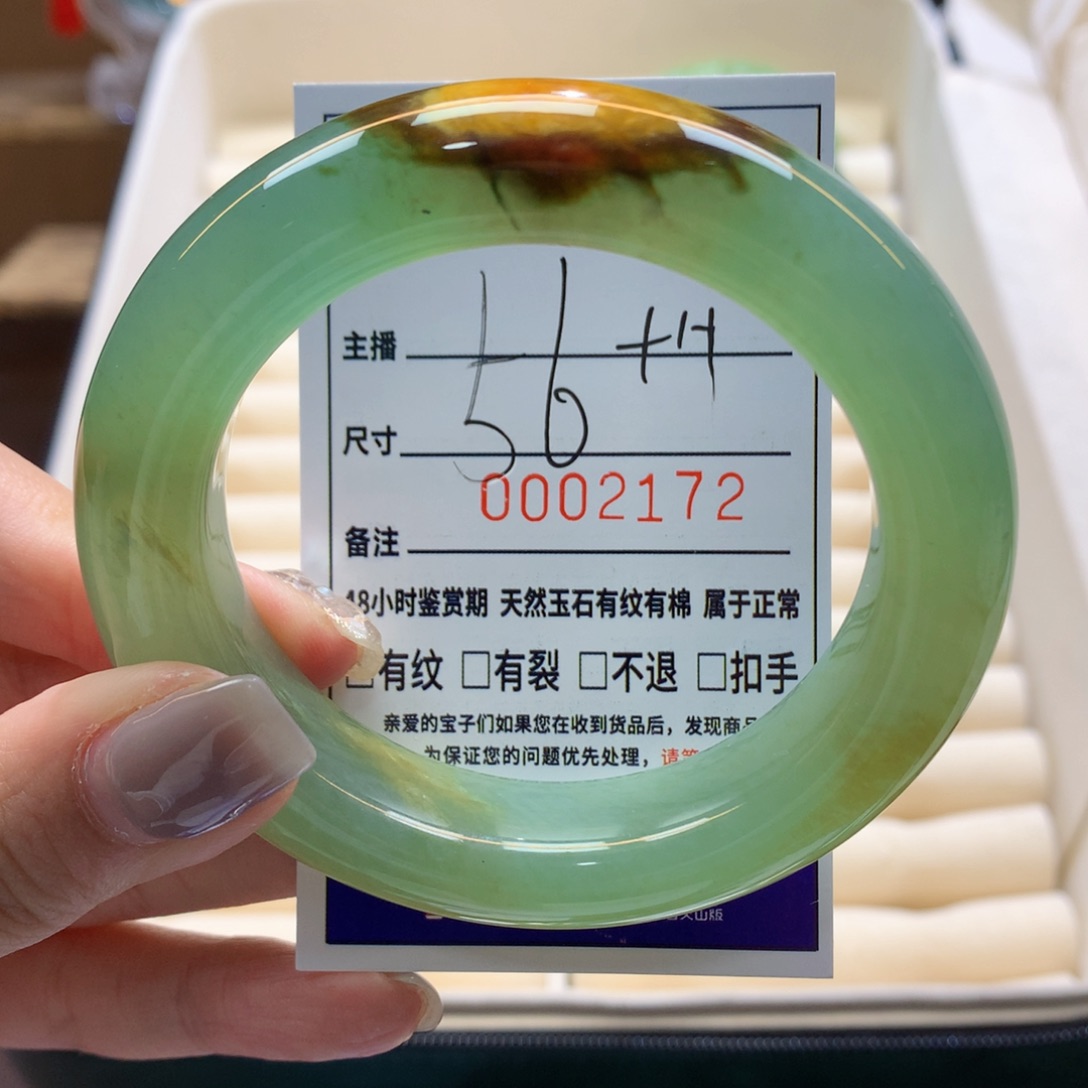 主播
56
尺寸
0002172
备注
48小时鉴赏期 天然玉石有纹有棉 属于正常
□有纹 □有裂 □不退 □扣手
亲爱的宝子们如果您在收到货品后，发现商品
为保证您的问题优先处理，请